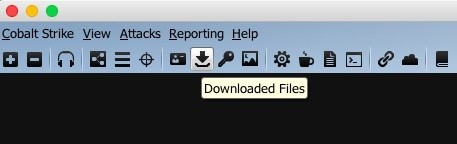 Cobalt Strike View Attacks Reporting Help
Downloaded Files